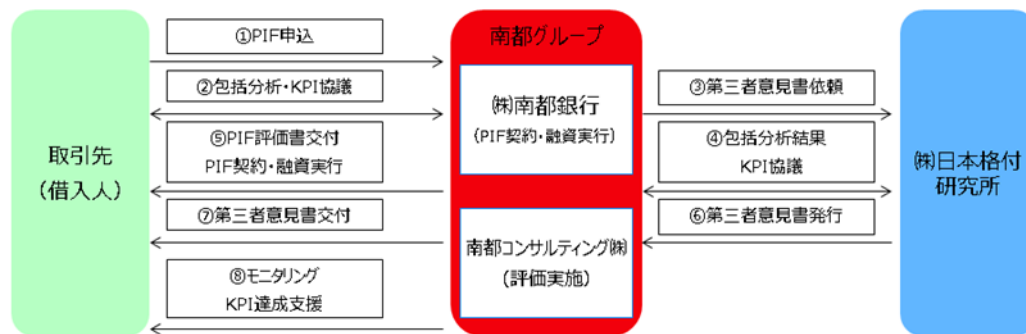 取引先
(借入人)
①PIF申込
②包括分析・KPI協議
⑤PIF評価書交付
PIF契約・融資実行
⑦第三者意見書交付
⑧モニタリング
KPI達成支援
南都グループ
㈱南都銀行
(PIF契約・融資実行)
南都コンサルティング㈱
(評価実施)
③第三者意見書依頼
④包括分析結果
KPI協議
⑥第三者意見書発行
㈱日本格付
研究所